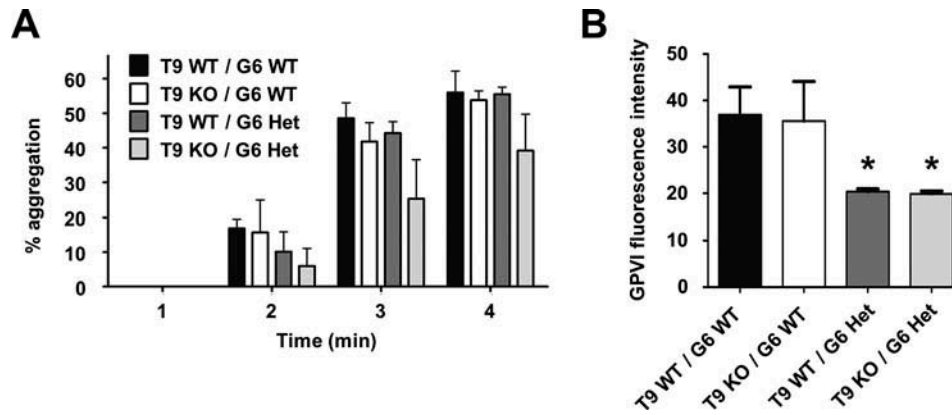 A
% aggregation
60
50
40
30
20
10
0
T9 WT / G6 WT
T9 KO / G6 WT
T9 WT / G6 Het
T9 KO / G6 Het
1 2 3 4
Time (min)
B
GPVI fluorescence intensity
50
40
30
20
10
0
* *
T9 WT / G6 WT
T9 KO / G6 WT
T9 WT / G6 Het
T9 KO / G6 Het